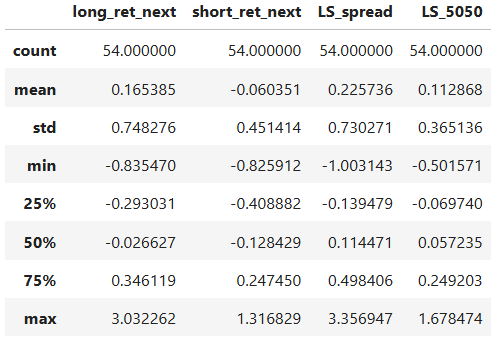 long_ret_next short_ret_next LS_spread LS_5050
count 54.000000 54.000000 54.000000 54.000000
mean 0.165385 -0.060351 0.225736 0.112868
std 0.748276 0.451414 0.730271 0.365136
min -0.835470 -0.825912 -1.003143 -0.501571
25% -0.293031 -0.408882 -0.139479 -0.069740
50% -0.026627 -0.128429 0.114471 0.057235
75% 0.346119 0.247450 0.498406 0.249203
max 3.032262 1.316829 3.356947 1.678474